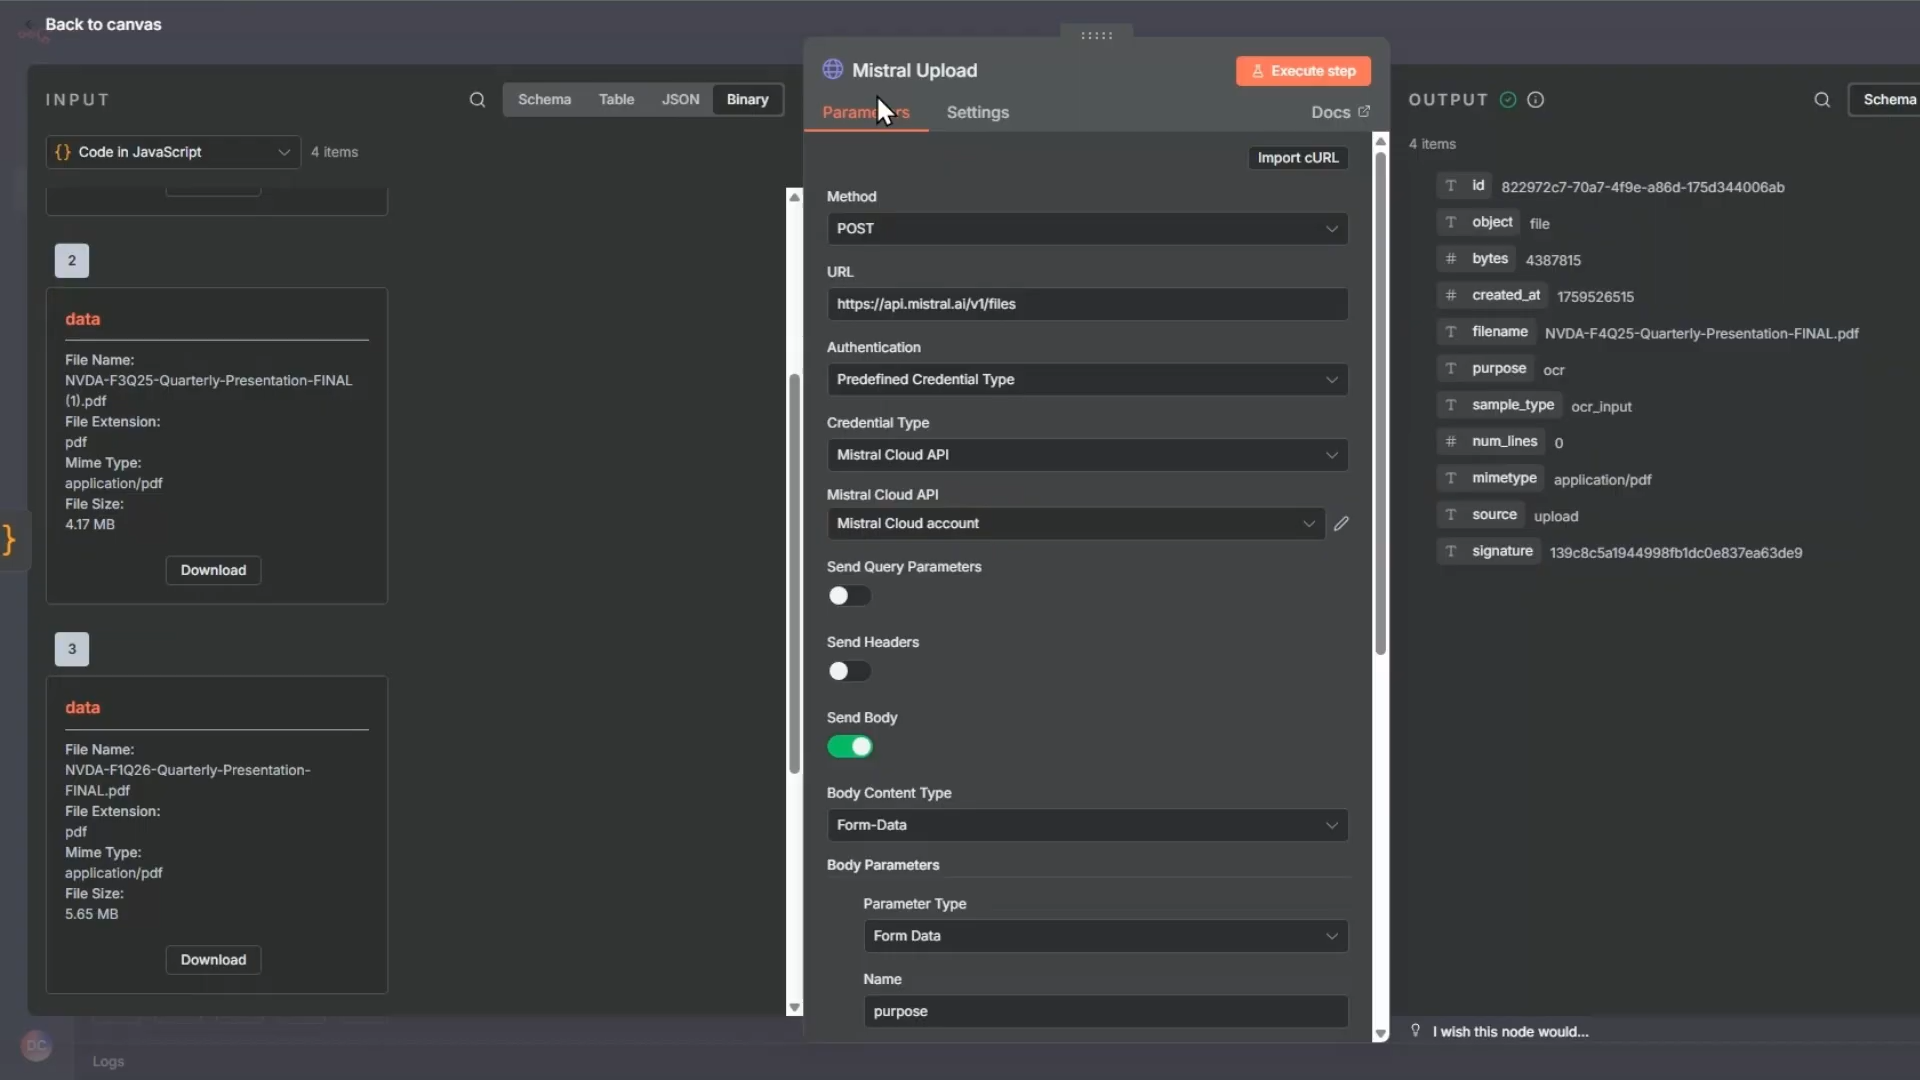 Back to canvas
INPUT
Schema
Table
JSON
Binary
{} Code in JavaScript
4 items
2
data
File Name:
NVDA-F3Q25-Quarterly-Presentation-FINAL
(1).pdf
File Extension:
pdf
Mime Type:
application/pdf
File Size:
4.17 MB
Download
3
data
File Name:
NVDA-F1Q26-Quarterly-Presentation-
FINAL.pdf
File Extension:
pdf
Mime Type:
application/pdf
File Size:
5.65 MB
Download
}
DC
Logs
Mistral Upload
Execute step
Parameters
Settings
Docs
Import cURL
Method
POST
URL
https://api.mistral.ai/v1/files
Authentication
Predefined Credential Type
Credential Type
Mistral Cloud API
Mistral Cloud API
Mistral Cloud account
Send Query Parameters
Send Headers
Send Body
Body Content Type
Form-Data
Body Parameters
Parameter Type
Form Data
Name
purpose
OUTPUT
Schema
4 items
T id 822972c7-70a7-4f9e-a86d-175d344006ab
T object file
# bytes 4387815
# created_at 1759526515
T filename NVDA-F4Q25-Quarterly-Presentation-FINAL.pdf
T purpose ocr
T sample_type ocr_input
# num_lines 0
T mimetype application/pdf
T source upload
T signature 139c8c5a1944998fb1dc0e837ea63de9
I wish this node would...